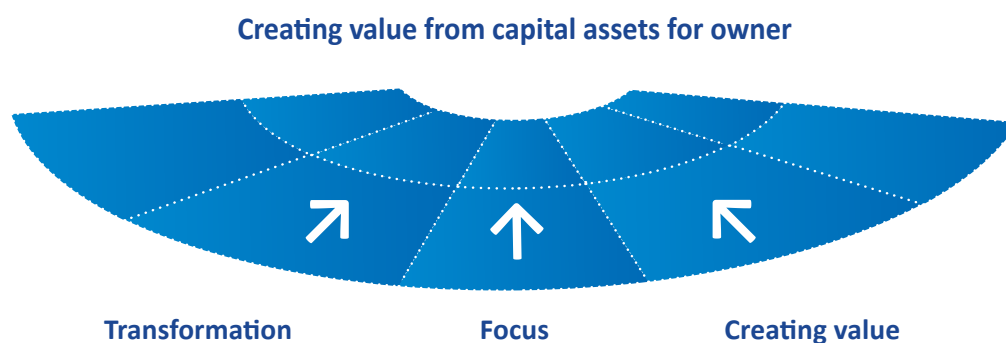 Creating value from capital assets for owner
Transformation
Focus
Creating value